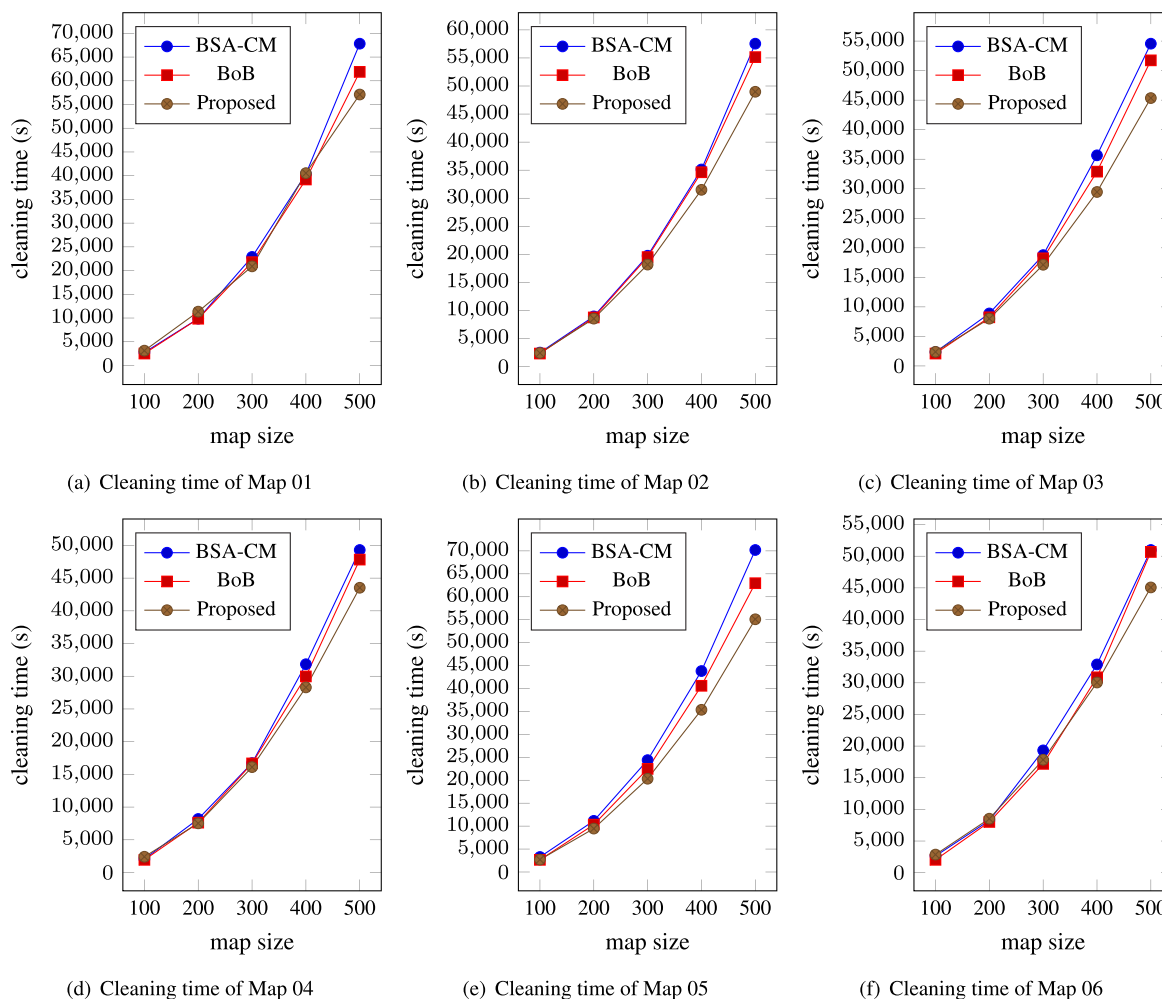 70,000
65,000
60,000
55,000
50,000
45,000
40,000
35,000
30,000
25,000
20,000
15,000
10,000
5,000
0
cleaning time (s)
BSA-CM
BoB
Proposed
100 200 300 400 500
map size
(a) Cleaning time of Map 01
60,000
55,000
50,000
45,000
40,000
35,000
30,000
25,000
20,000
15,000
10,000
5,000
0
cleaning time (s)
BSA-CM
BoB
Proposed
100 200 300 400 500
map size
(b) Cleaning time of Map 02
55,000
50,000
45,000
40,000
35,000
30,000
25,000
20,000
15,000
10,000
5,000
0
cleaning time (s)
BSA-CM
BoB
Proposed
100 200 300 400 500
map size
(c) Cleaning time of Map 03
50,000
45,000
40,000
35,000
30,000
25,000
20,000
15,000
10,000
5,000
0
cleaning time (s)
BSA-CM
BoB
Proposed
100 200 300 400 500
map size
(d) Cleaning time of Map 04
70,000
65,000
60,000
55,000
50,000
45,000
40,000
35,000
30,000
25,000
20,000
15,000
10,000
5,000
0
cleaning time (s)
BSA-CM
BoB
Proposed
100 200 300 400 500
map size
(e) Cleaning time of Map 05
55,000
50,000
45,000
40,000
35,000
30,000
25,000
20,000
15,000
10,000
5,000
0
cleaning time (s)
BSA-CM
BoB
Proposed
100 200 300 400 500
map size
(f) Cleaning time of Map 06